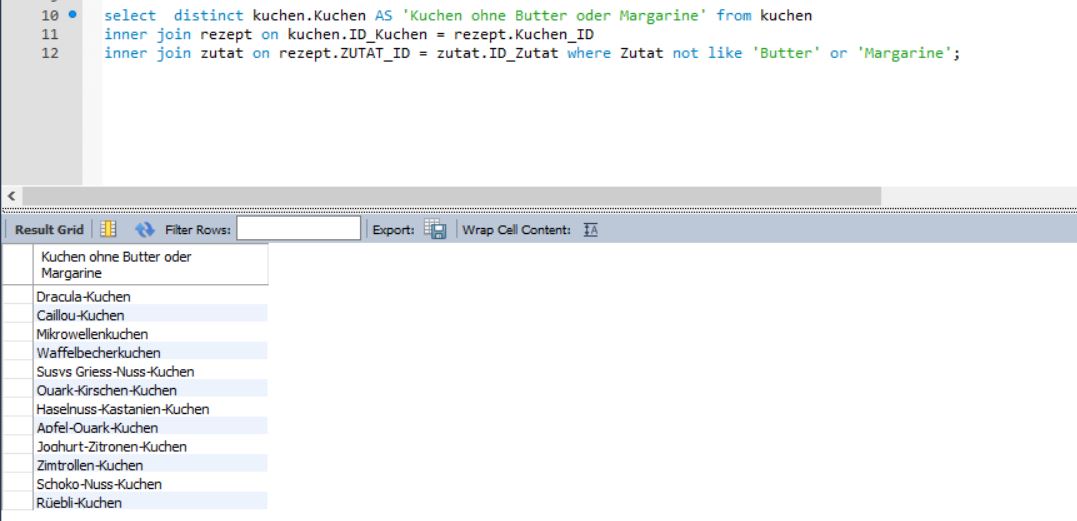 10 select distinct kuchen.Kuchen AS 'Kuchen ohne Butter oder Margarine' from kuchen
11 inner join rezept on kuchen.ID_Kuchen = rezept.Kuchen_ID
12 inner join zutat on rezept.ZUTAT_ID = zutat.ID_Zutat where Zutat not like 'Butter' or 'Margarine';
Result Grid Filter Rows: Export: Wrap Cell Content: IA
Kuchen ohne Butter oder
Margarine
Dracula-Kuchen
Caillou-Kuchen
Mikrowellenkuchen
Waffelbecherkuchen
Susys Griess-Nuss-Kuchen
Quark-Kirschen-Kuchen
Haselnuss-Kastanien-Kuchen
Apfel-Quark-Kuchen
Joghurt-Zitronen-Kuchen
Zimtrollen-Kuchen
Schoko-Nuss-Kuchen
Rüebli-Kuchen